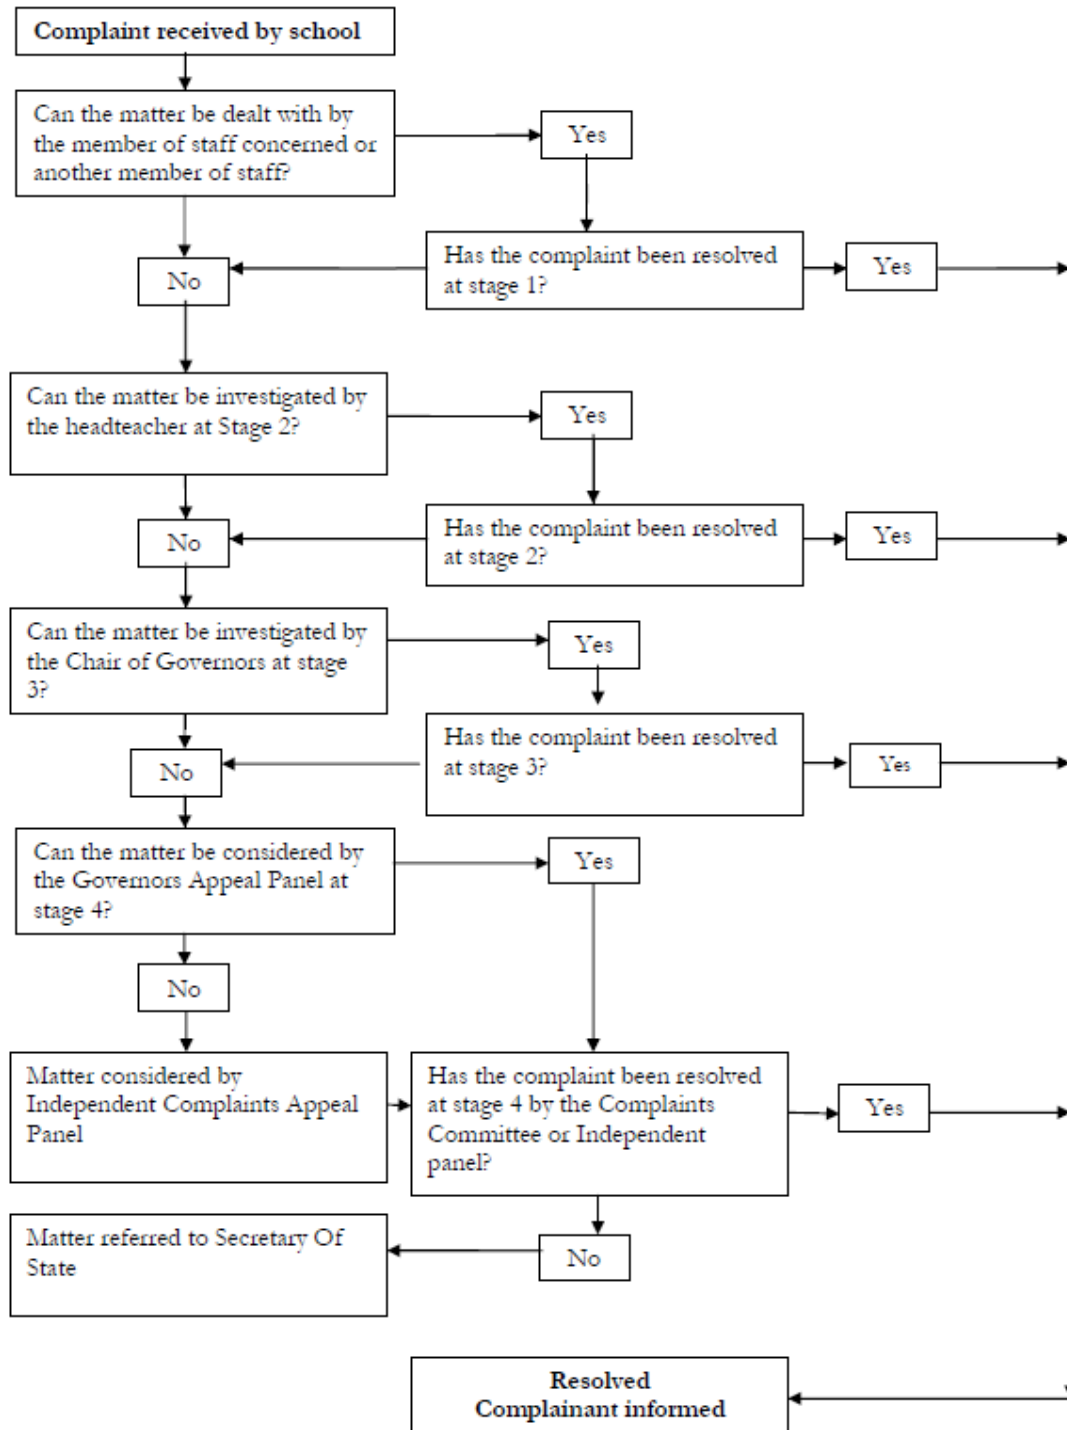 Complaint received by school
Can the matter be dealt with by
the member of staff concerned or
another member of staff?
Yes
Has the complaint been resolved
at stage 1?
Yes
No
Can the matter be investigated by
the headteacher at Stage 2?
Yes
Has the complaint been resolved
at stage 2?
Yes
No
Can the matter be investigated by
the Chair of Governors at stage
3?
Yes
Has the complaint been resolved
at stage 3?
Yes
No
Can the matter be considered by
the Governors Appeal Panel at
stage 4?
Yes
No
Matter considered by
Independent Complaints Appeal
Panel
Has the complaint been resolved
at stage 4 by the Complaints
Committee or Independent
panel?
Yes
No
Matter referred to Secretary Of
State
Resolved
Complainant informed